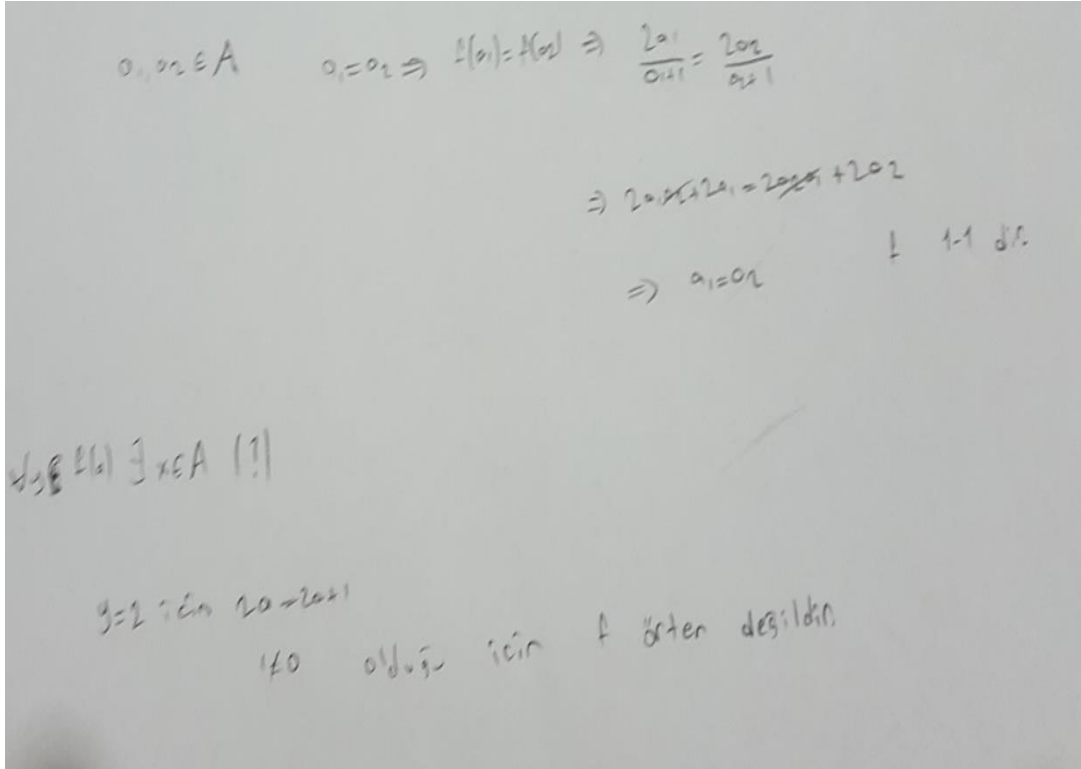 a₁, a₂ ∈ A a₁=a₂ ⇒ f(a₁)=f(a₂) ⇒ 2a₁/(a₁+1) = 2a₂/(a₂+1)
⇒ 2a₁a₂+2a₁=2a₂a₁+2a₂
⇒ a₁=a₂ f 1-1 dir.
∃x∈A (?)
y=2 için 2a=2a+1
1≠0 olduğu için f örten değildir.